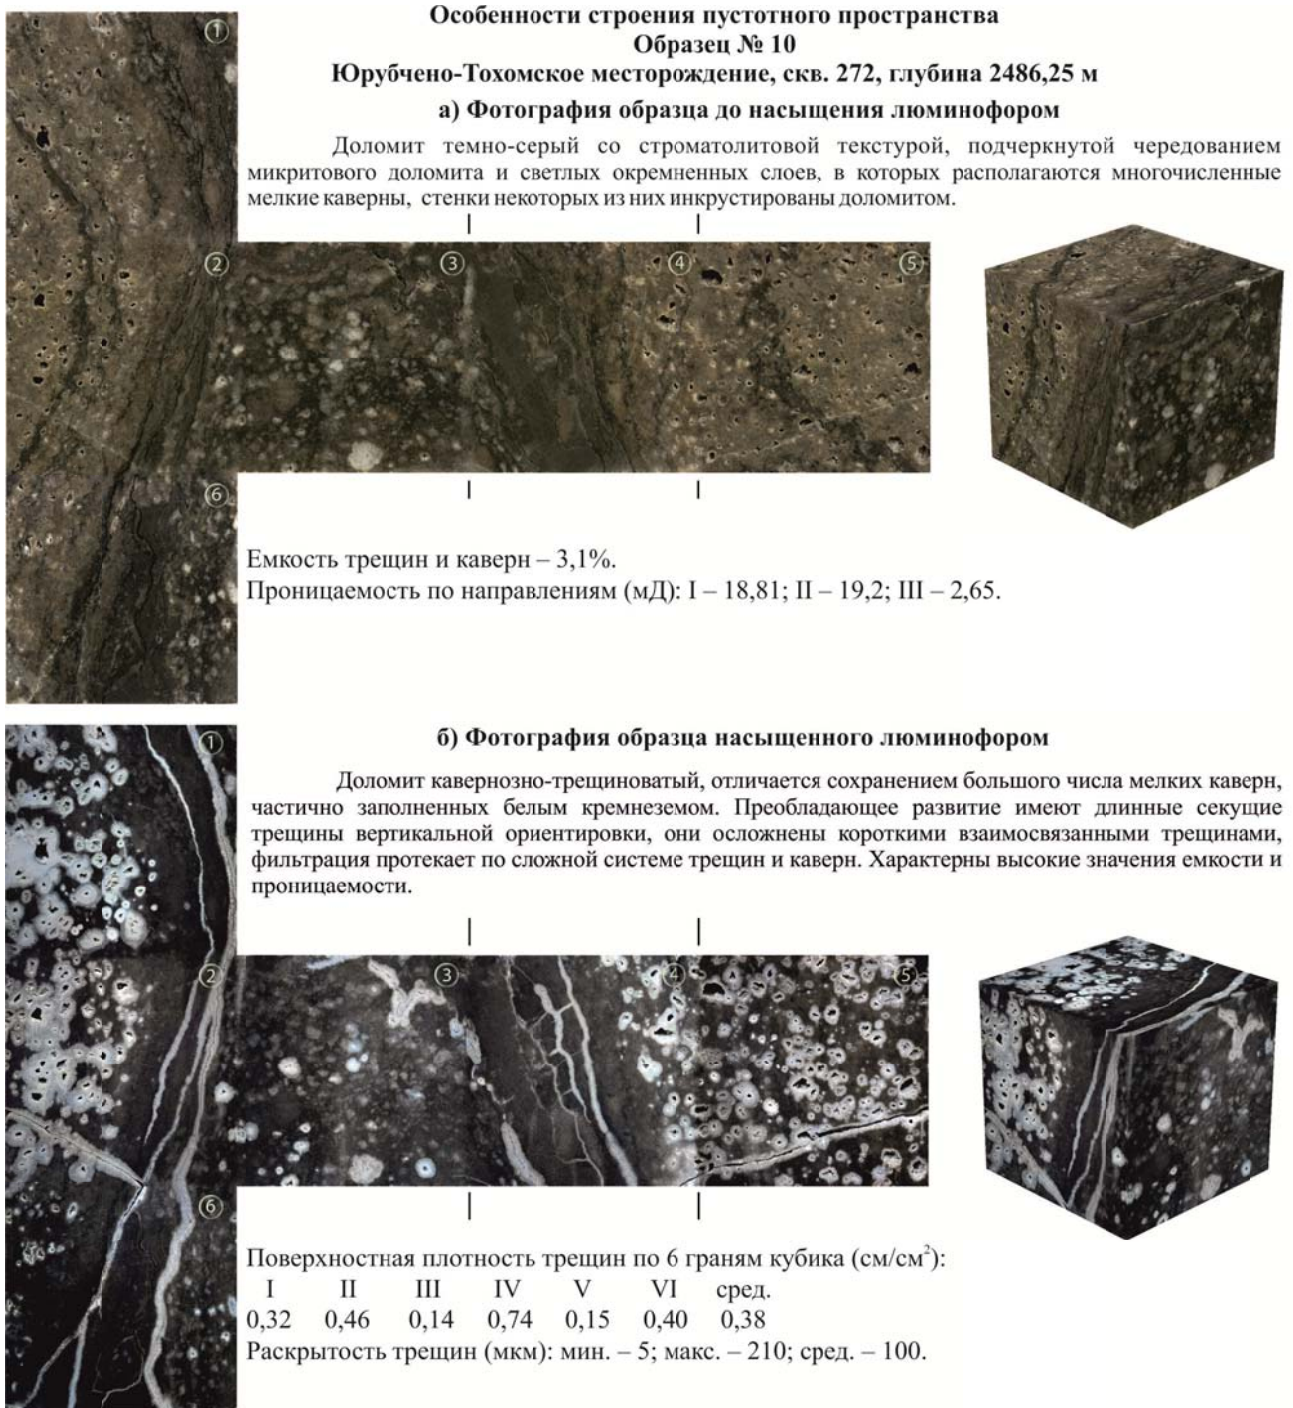 Особенности строения пустотного пространства
Образец № 10
Юрубчено-Тохомское месторождение, скв. 272, глубина 2486,25 м
а) Фотография образца до насыщения люминофором
Доломит темно-серый со строматолитовой текстурой, подчеркнутой чередованием
микритового доломита и светлых окремненных слоев, в которых располагаются многочисленные
мелкие каверны, стенки некоторых из них инкрустированы доломитом.
1
2
3
4
5
6
Емкость трещин и каверн – 3,1%.
Проницаемость по направлениям (мД): I – 18,81; II – 19,2; III – 2,65.
б) Фотография образца насыщенного люминофором
Доломит кавернозно-трещиноватый, отличается сохранением большого числа мелких каверн,
частично заполненных белым кремнеземом. Преобладающее развитие имеют длинные секущие
трещины вертикальной ориентировки, они осложнены короткими взаимосвязанными трещинами,
фильтрация протекает по сложной системе трещин и каверн. Характерны высокие значения емкости и
проницаемости.
1
2
3
4
5
6
Поверхностная плотность трещин по 6 граням кубика (см/см²):
I II III IV V VI сред.
0,32 0,46 0,14 0,74 0,15 0,40 0,38
Раскрытость трещин (мкм): мин. – 5; макс. – 210; сред. – 100.